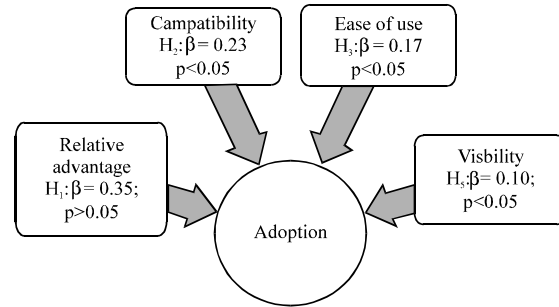 Campatibility
H₂:β= 0.23
p<0.05
Ease of use
H₃:β= 0.17
p<0.05
Relative
advantage
H₁:β= 0.35;
p>0.05
Visbility
H₅:β= 0.10;
p<0.05
Adoption